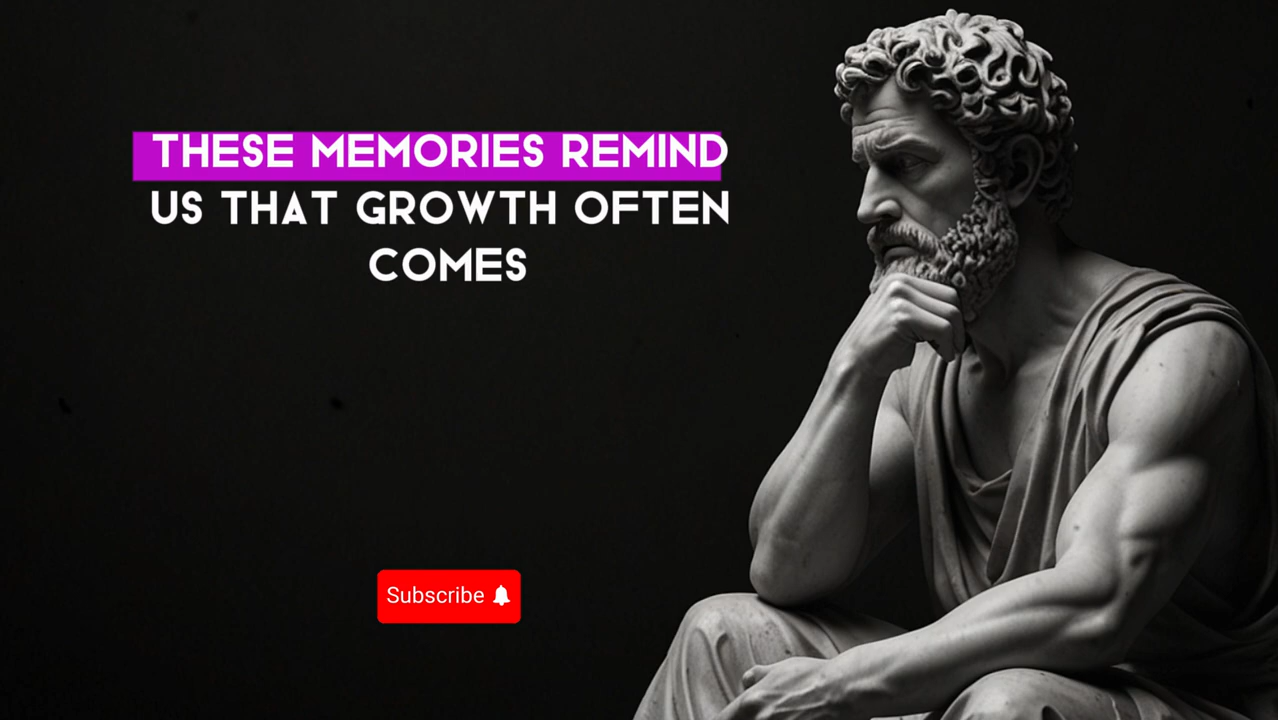 THESE MEMORIES REMIND
US THAT GROWTH OFTEN
COMES
Subscribe